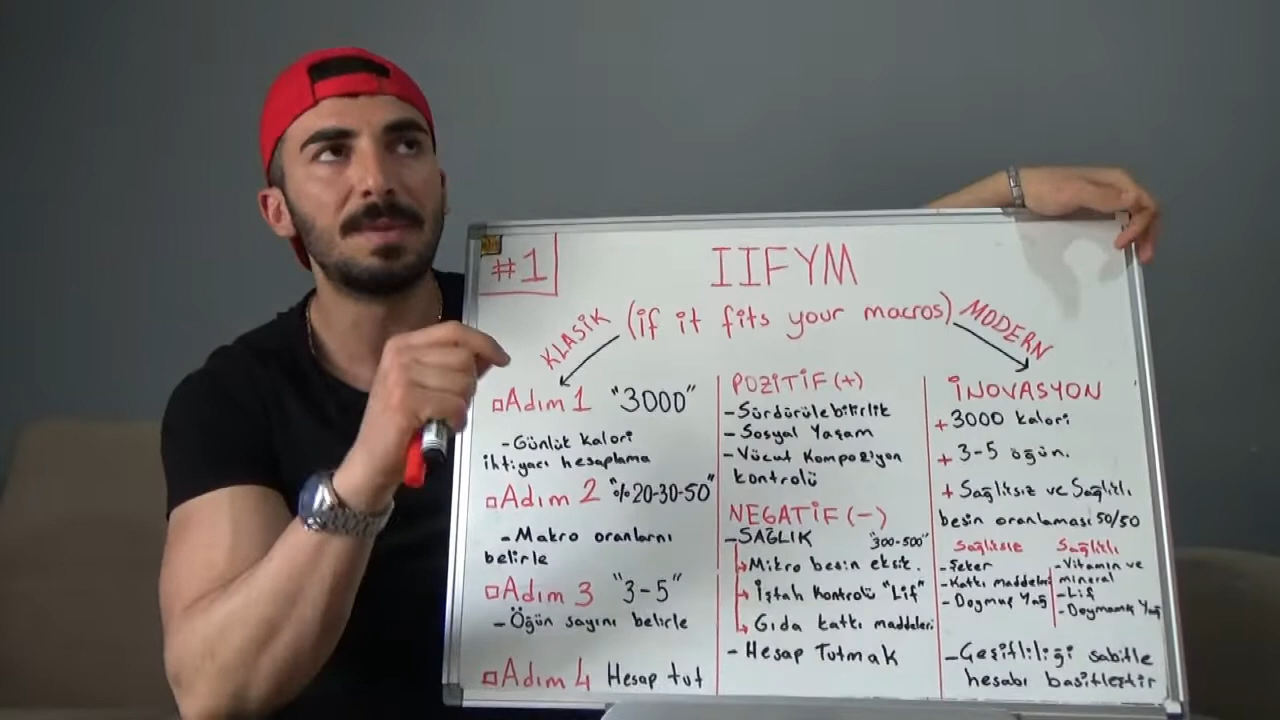 #1
IIFYM
(if it fits your macros)
KLASİK
MODERN
Adım 1 "3000"
-Günlük kalori
ihtiyacı hesaplama
Adım 2 "%20-30-50"
-Makro oranlarını
belirle
Adım 3 "3-5"
-Öğün sayını belirle
Adım 4 Hesap tut
POZİTİF (+)
-Sürdürülebilirlik
-Sosyal Yaşam
-Vücut Kompozisyon
kontrolü
NEGATİF (-)
-SAĞLIK "300-500"
Mikro besin eksik.
İştah Kontrolü "Lif"
Gıda katkı maddeleri
-Hesap Tutmak
İNOVASYON
+3000 kalori
+ 3-5 öğün.
+ Sağlıksız ve Sağlıklı
besin oranlaması 50/50
Sağlıksız
-Şeker
-Katkı maddeleri
-Doymuş Yağ
Sağlıklı
-Vitamin ve
mineral
-Lif
-Doymamış Yağ
-Çeşitliliği sabitle
hesabı basitleştir